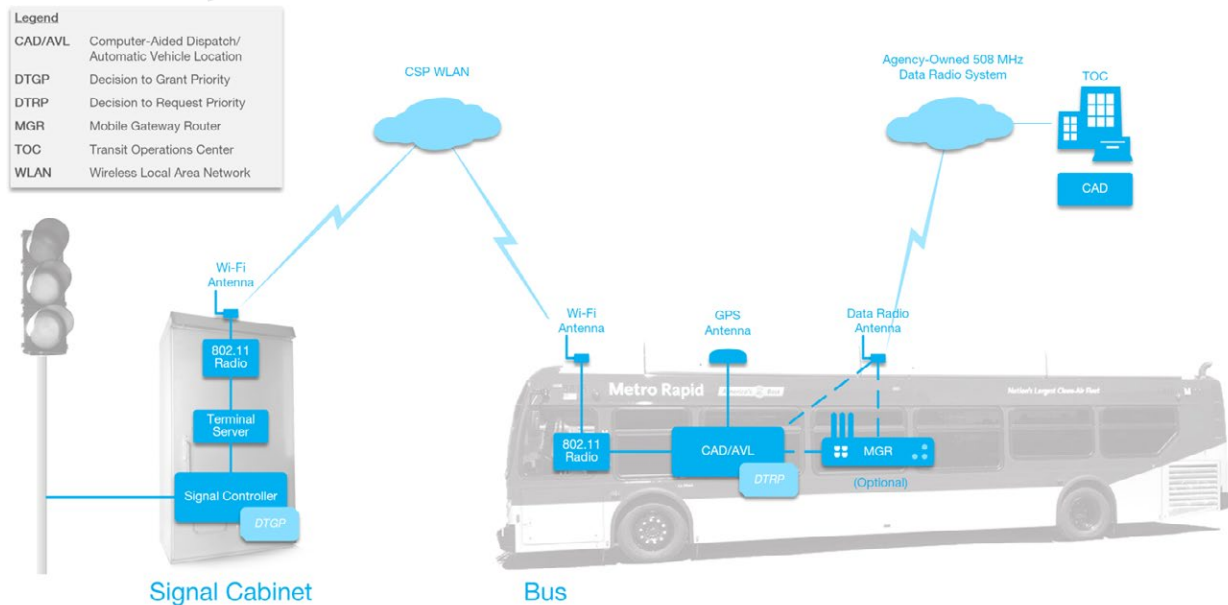 Legend
CAD/AVL Computer-Aided Dispatch/
Automatic Vehicle Location
DTGP Decision to Grant Priority
DTRP Decision to Request Priority
MGR Mobile Gateway Router
TOC Transit Operations Center
WLAN Wireless Local Area Network
CSP WLAN
Agency-Owned 508 MHz
Data Radio System
TOC
CAD
Wi-Fi
Antenna
802.11
Radio
Terminal
Server
Signal Controller
DTGP
Signal Cabinet
Wi-Fi
Antenna
GPS
Antenna
Data Radio
Antenna
Metro Rapid
Nation's Largest Clean Air Fleet
802.11
Radio
CAD/AVL
DTRP
MGR
(Optional)
Bus